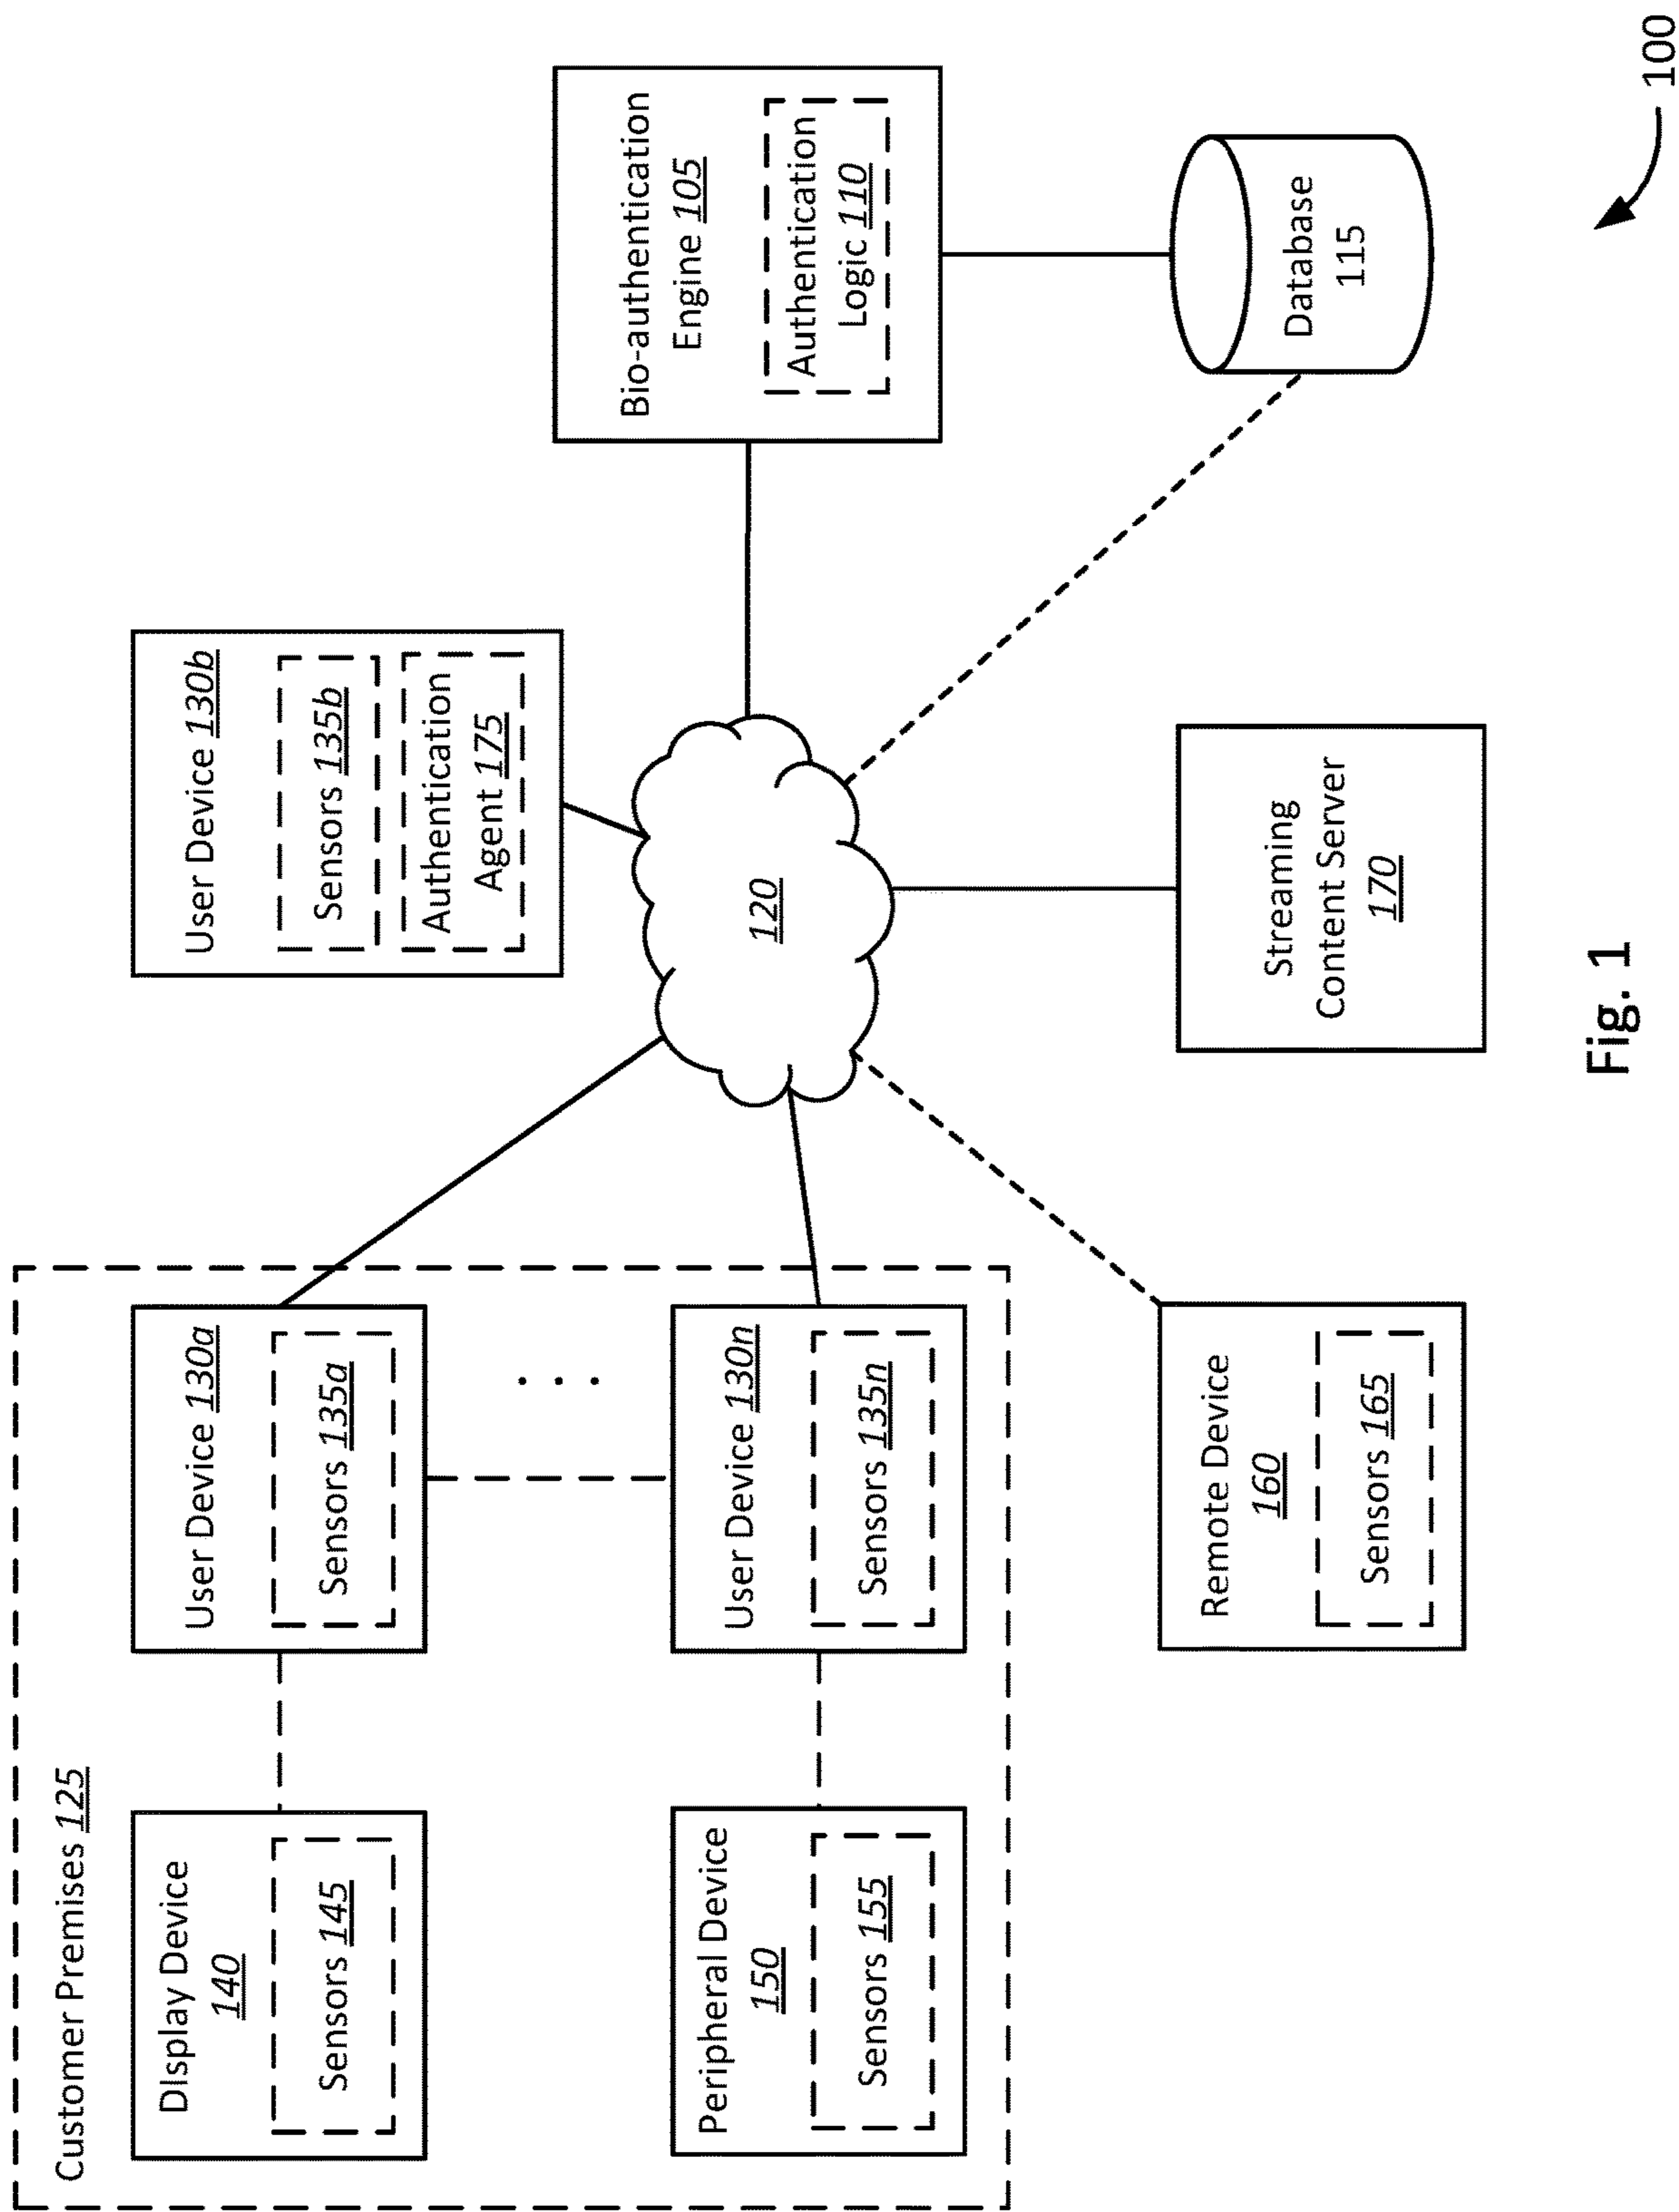 Customer Premises 125
Display Device
140
Sensors 145
User Device 130a
Sensors 135a
. . .
Peripheral Device
150
Sensors 155
User Device 130n
Sensors 135n
User Device 130b
Sensors 135b
Authentication
Agent 175
120
Bio-authentication
Engine 105
Authentication
Logic 110
Remote Device
160
Sensors 165
Streaming
Content Server
170
Database
115
Fig. 1
100